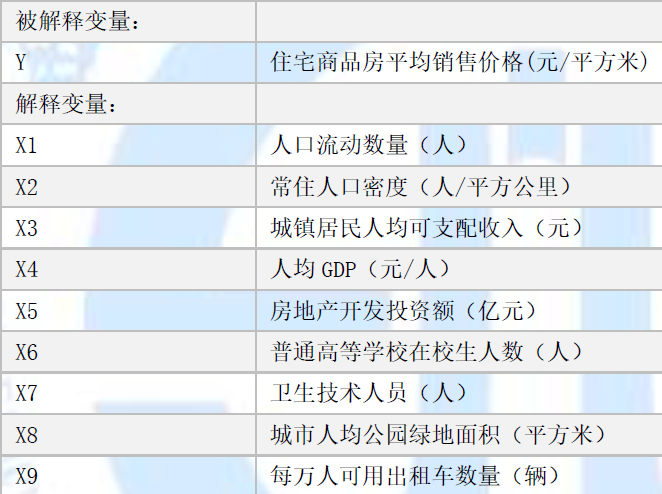 被解释变量：
Y 住宅商品房平均销售价格(元/平方米)
解释变量：
X1 人口流动数量（人）
X2 常住人口密度（人/平方公里）
X3 城镇居民人均可支配收入（元）
X4 人均 GDP（元/人）
X5 房地产开发投资额（亿元）
X6 普通高等学校在校生人数（人）
X7 卫生技术人员（人）
X8 城市人均公园绿地面积（平方米）
X9 每万人可用出租车数量（辆）